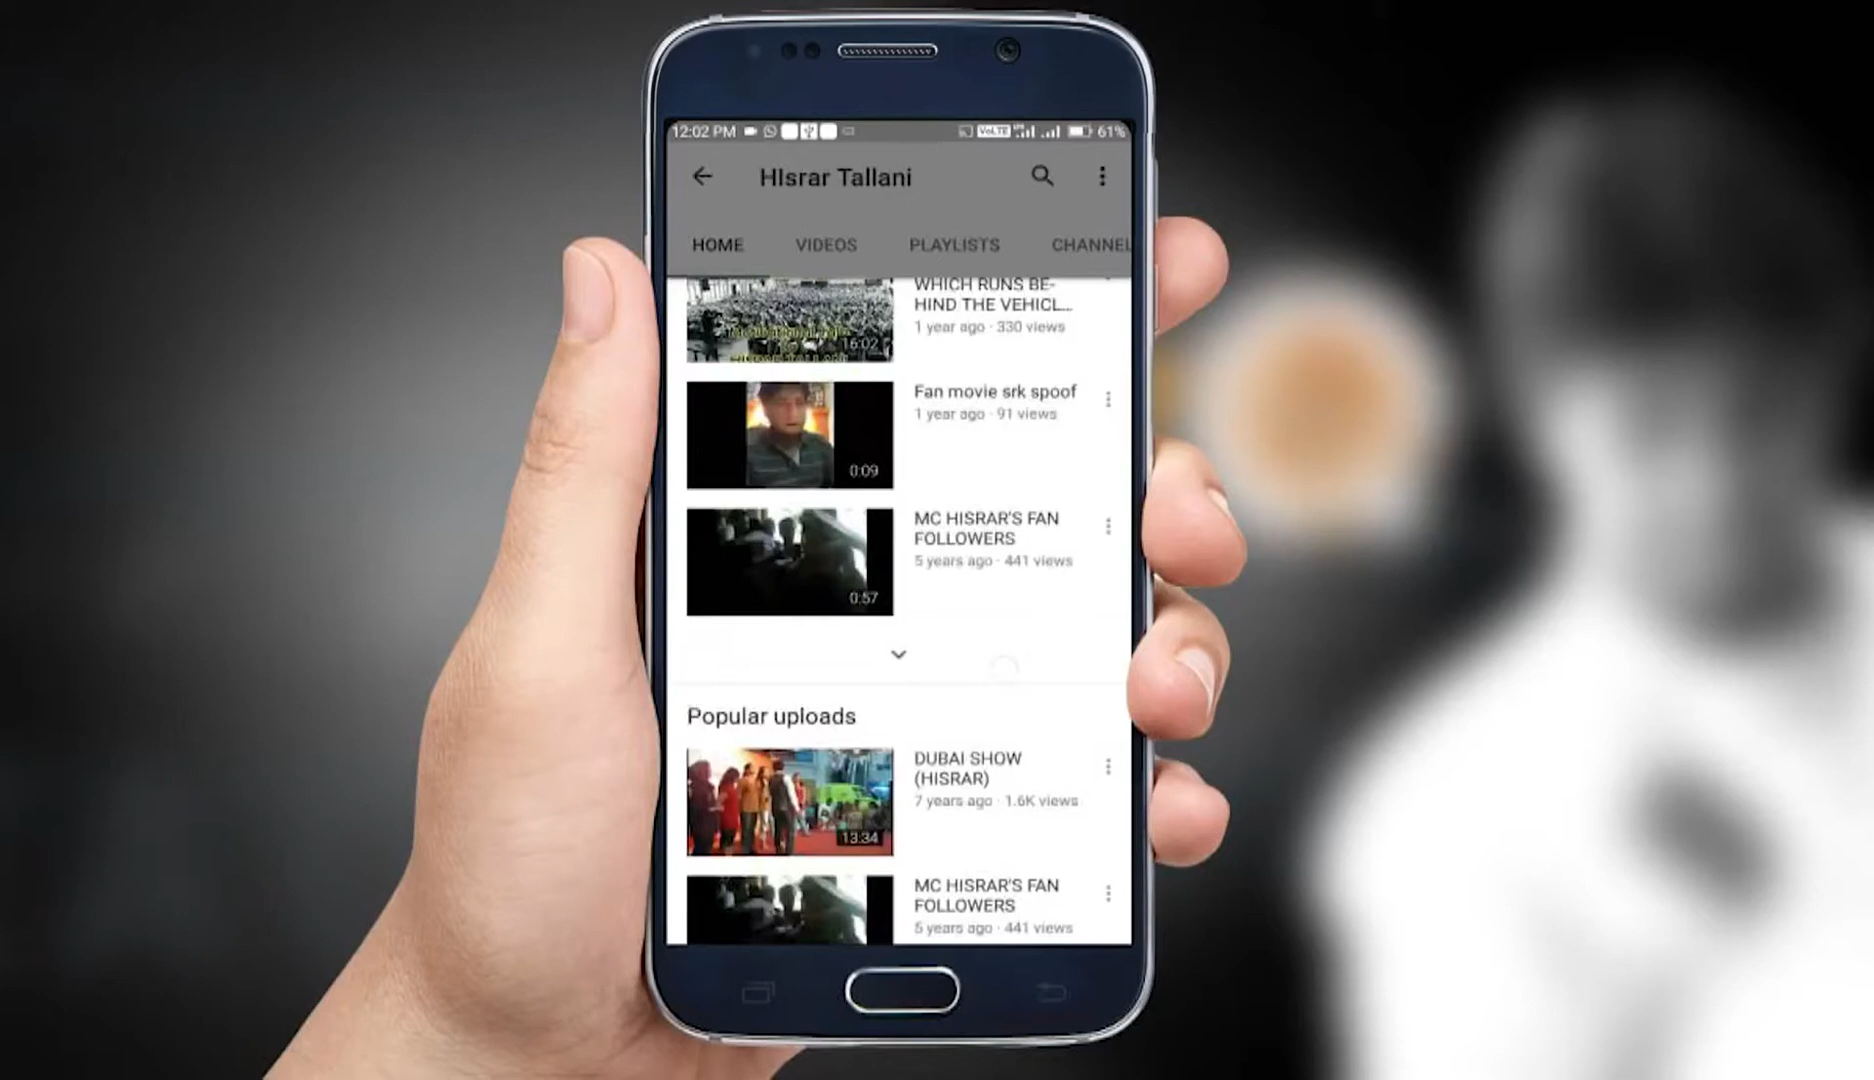 12:02 PM VoLTE 61%
HIsrar Tallani
HOME VIDEOS PLAYLISTS CHANNEL
WHICH RUNS BE-
HIND THE VEHICL...
1 year ago · 330 views
16:02
Fan movie srk spoof
1 year ago · 91 views
0:09
MC HISRAR'S FAN
FOLLOWERS
5 years ago · 441 views
0:57
Popular uploads
DUBAI SHOW
(HISRAR)
7 years ago · 1.6K views
13:34
MC HISRAR'S FAN
FOLLOWERS
5 years ago · 441 views